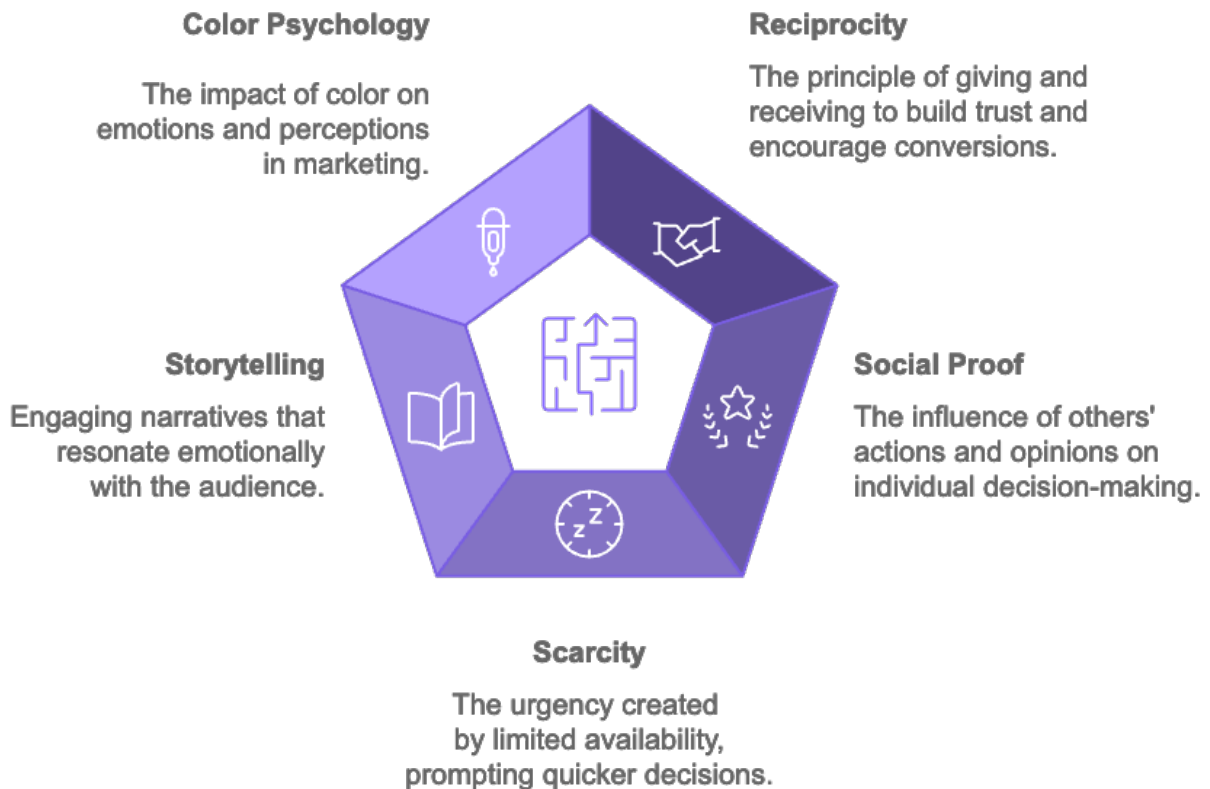 Color Psychology
The impact of color on
emotions and perceptions
in marketing.
Reciprocity
The principle of giving and
receiving to build trust and
encourage conversions.
Storytelling
Engaging narratives that
resonate emotionally
with the audience.
Social Proof
The influence of others'
actions and opinions on
individual decision-making.
z Z
Scarcity
The urgency created
by limited availability,
prompting quicker decisions.